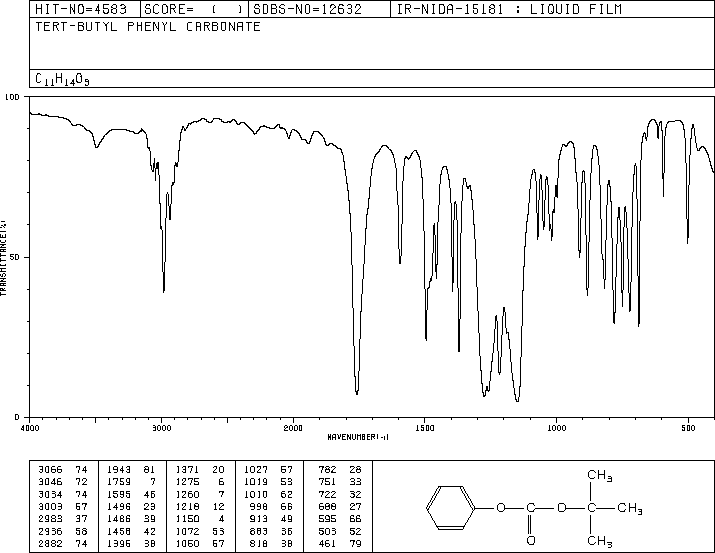 HIT-NO=4583 SCORE= ( ) SDBS-NO=12632 IR-NIDA-15181 : LIQUID FILM
TERT-BUTYL PHENYL CARBONATE
C11H14O3
100
50
0
TRANSMITTANCE(%)
4000 3000 2000 1500 1000 500
WAVENUMBER(-1)
3066 74 1943 81 1371 20 1027 57 782 28
3046 72 1759 7 1275 6 1019 53 751 33
3034 74 1595 46 1260 7 1010 62 722 32
3003 57 1496 23 1218 12 998 66 688 27
2983 37 1486 39 1150 4 913 49 595 66
2936 58 1458 42 1072 53 883 36 503 52
2882 74 1395 38 1050 57 818 38 461 79
CH3
O O CH3
O CH3